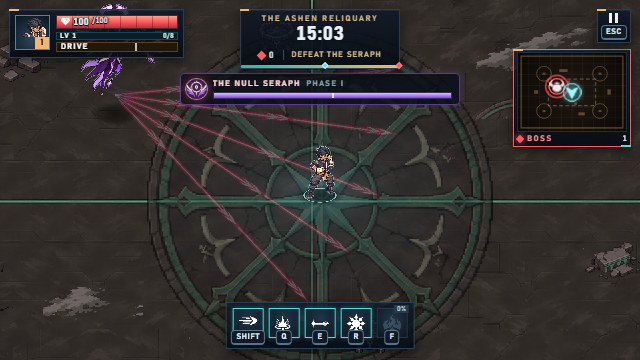 100/100
1
LV 1 0/8
DRIVE
THE ASHEN RELIQUARY
15:03
0 DEFEAT THE SERAPH
THE NULL SERAPH PHASE I
ESC
BOSS 1
0%
SHIFT Q E R F